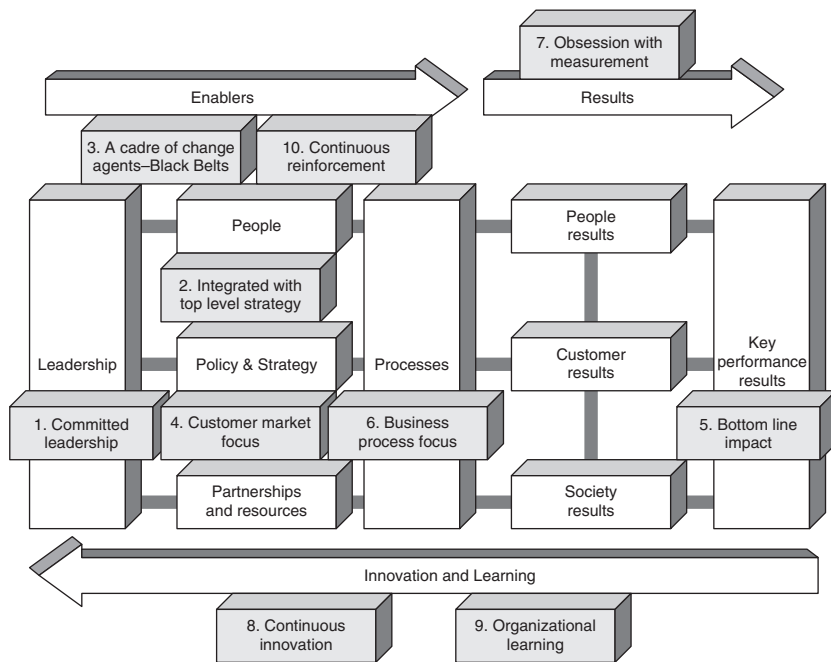 7. Obsession with
measurement
Enablers
Results
3. A cadre of change
agents–Black Belts
10. Continuous
reinforcement
People
People
results
2. Integrated with
top level strategy
Leadership
Policy & Strategy
Processes
Customer
results
Key
performance
results
1. Committed
leadership
4. Customer market
focus
6. Business
process focus
5. Bottom line
impact
Partnerships
and resources
Society
results
Innovation and Learning
8. Continuous
innovation
9. Organizational
learning